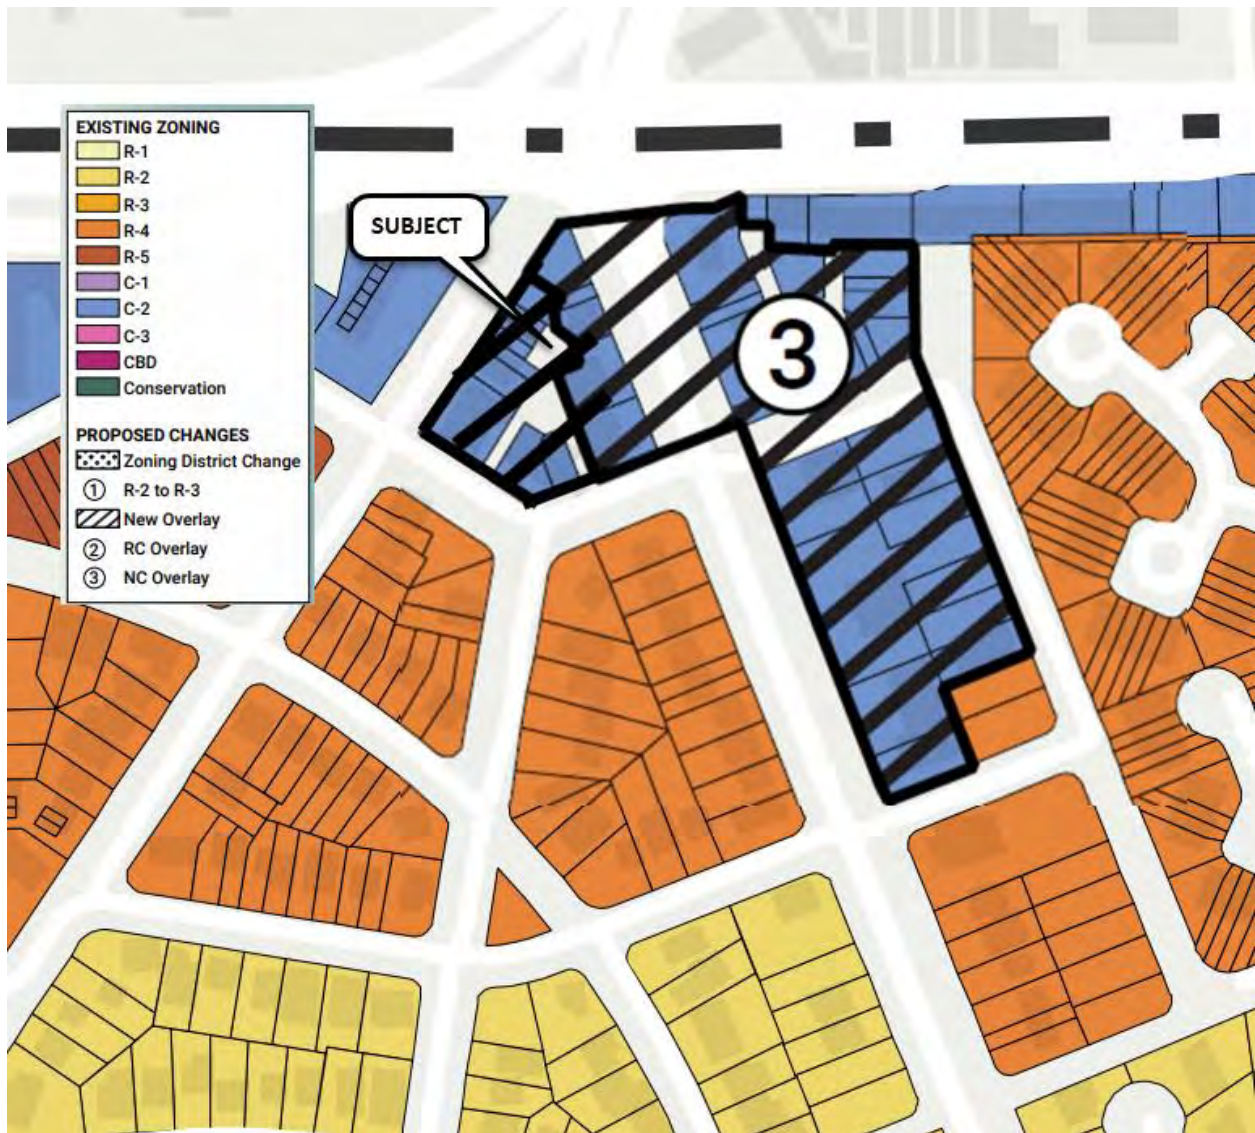 EXISTING ZONING
R-1
R-2
R-3
R-4
R-5
C-1
C-2
C-3
CBD
Conservation
PROPOSED CHANGES
Zoning District Change
1 R-2 to R-3
New Overlay
2 RC Overlay
3 NC Overlay
SUBJECT
3